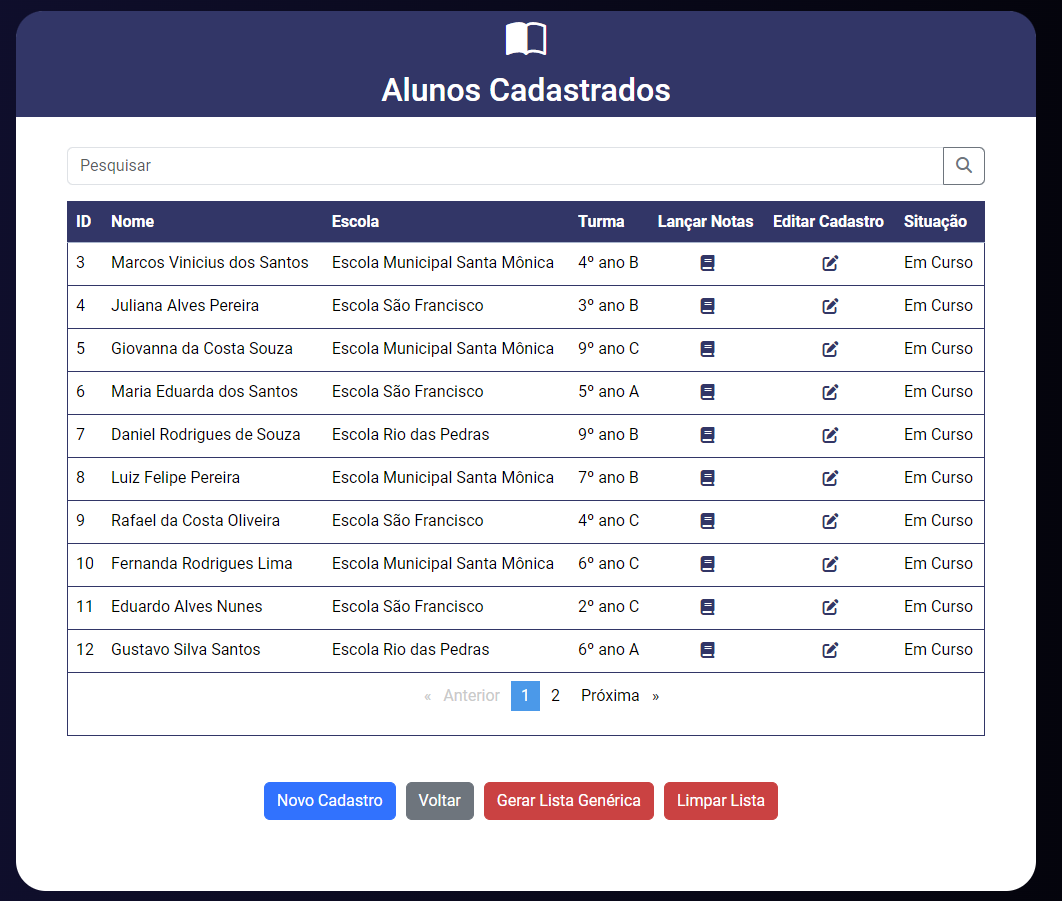 Alunos Cadastrados
Pesquisar
ID Nome Escola Turma Lançar Notas Editar Cadastro Situação
3 Marcos Vinicius dos Santos Escola Municipal Santa Mônica 4º ano B Em Curso
4 Juliana Alves Pereira Escola São Francisco 3º ano B Em Curso
5 Giovanna da Costa Souza Escola Municipal Santa Mônica 9º ano C Em Curso
6 Maria Eduarda dos Santos Escola São Francisco 5º ano A Em Curso
7 Daniel Rodrigues de Souza Escola Rio das Pedras 9º ano B Em Curso
8 Luiz Felipe Pereira Escola Municipal Santa Mônica 7º ano B Em Curso
9 Rafael da Costa Oliveira Escola São Francisco 4º ano C Em Curso
10 Fernanda Rodrigues Lima Escola Municipal Santa Mônica 6º ano C Em Curso
11 Eduardo Alves Nunes Escola São Francisco 2º ano C Em Curso
12 Gustavo Silva Santos Escola Rio das Pedras 6º ano A Em Curso
« Anterior 1 2 Próxima »
Novo Cadastro Voltar Gerar Lista Genérica Limpar Lista